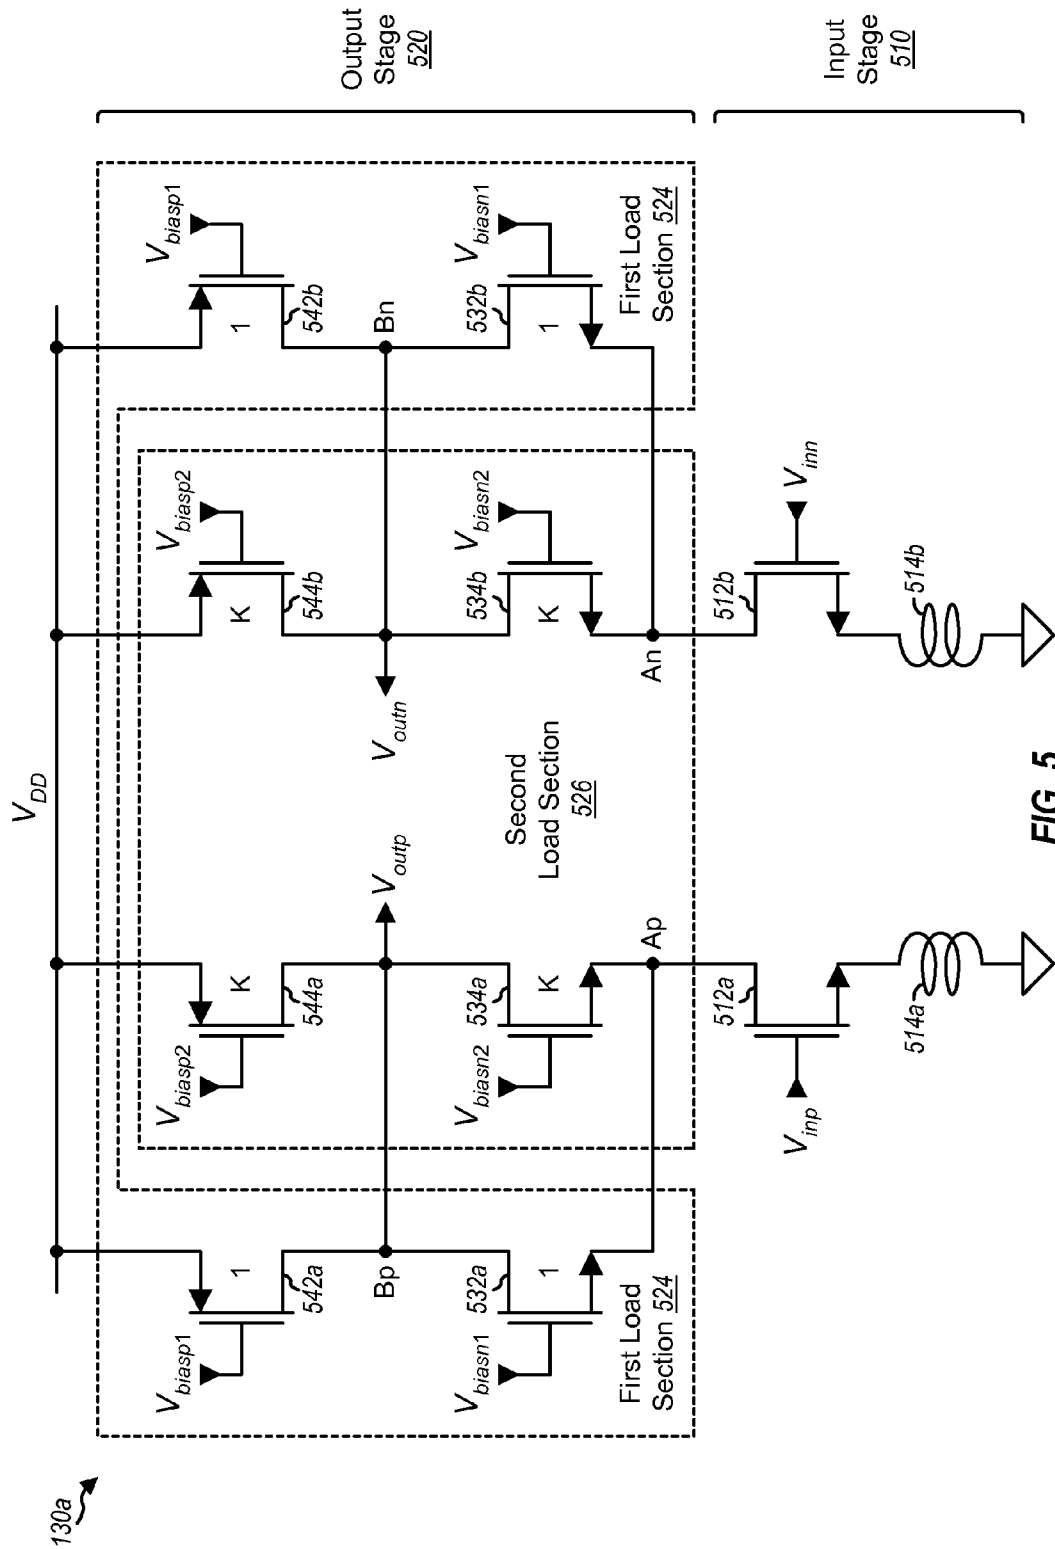 130a
V_DD
V_biasp1
1
542a
V_biasp2
K
544a
V_biasp2
K
544b
V_biasp1
1
542b
Bp
V_outp
V_outn
Bn
V_biasn1
1
532a
V_biasn2
K
534a
V_biasn2
K
534b
V_biasn1
1
532b
First Load
Section 524
Second
Load Section
526
First Load
Section 524
Ap
An
Output
Stage
520
V_inp
512a
514a
512b
V_inn
514b
Input
Stage
510
FIG. 5